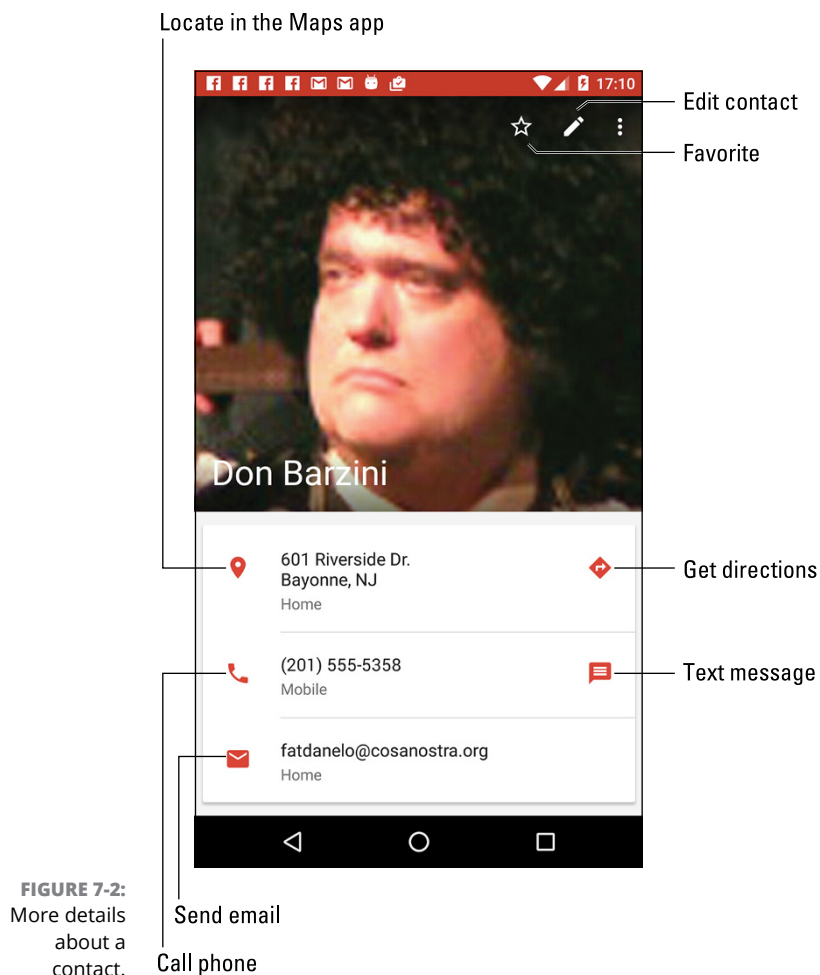 Locate in the Maps app
17:10
Edit contact
Favorite
Don Barzini
601 Riverside Dr.
Bayonne, NJ
Home
Get directions
(201) 555-5358
Mobile
Text message
fatdanelo@cosanostra.org
Home
FIGURE 7-2:
More details
about a
contact.
Send email
Call phone